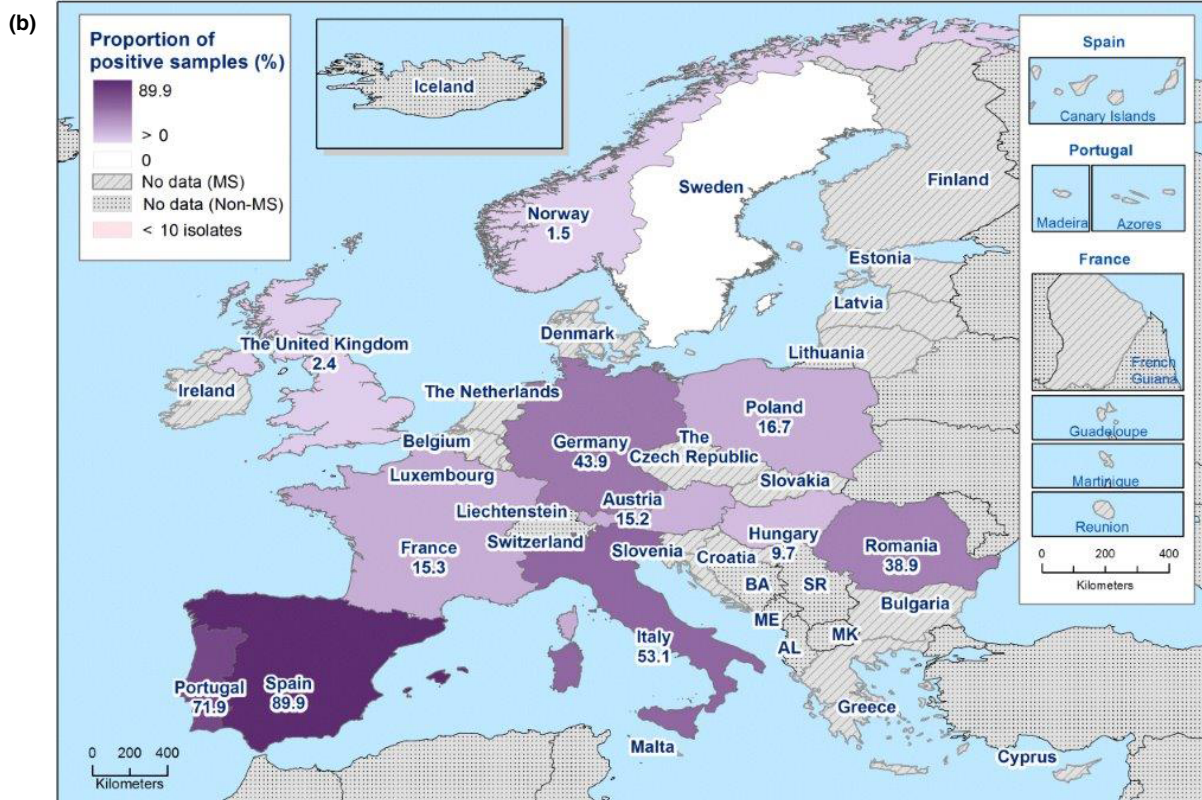 (b)
Proportion of
positive samples (%)
89.9
> 0
0
No data (MS)
No data (Non-MS)
< 10 isolates
Iceland
Spain
Canary Islands
Portugal
Madeira
Azores
France
French
Guiana
Guadeloupe
Martinique
Reunion
0 200 400
Kilometers
Sweden
Finland
Norway
1.5
Estonia
Latvia
Lithuania
Denmark
The United Kingdom
2.4
Ireland
The Netherlands
Belgium
Luxembourg
Germany
43.9
Poland
16.7
The
Czech Republic
Slovakia
Austria
15.2
Liechtenstein
Switzerland
Slovenia
Croatia
Hungary
9.7
Romania
38.9
France
15.3
BA
SR
Bulgaria
ME
MK
AL
Italy
53.1
Portugal
71.9
Spain
89.9
Greece
Malta
Cyprus
0 200 400
Kilometers